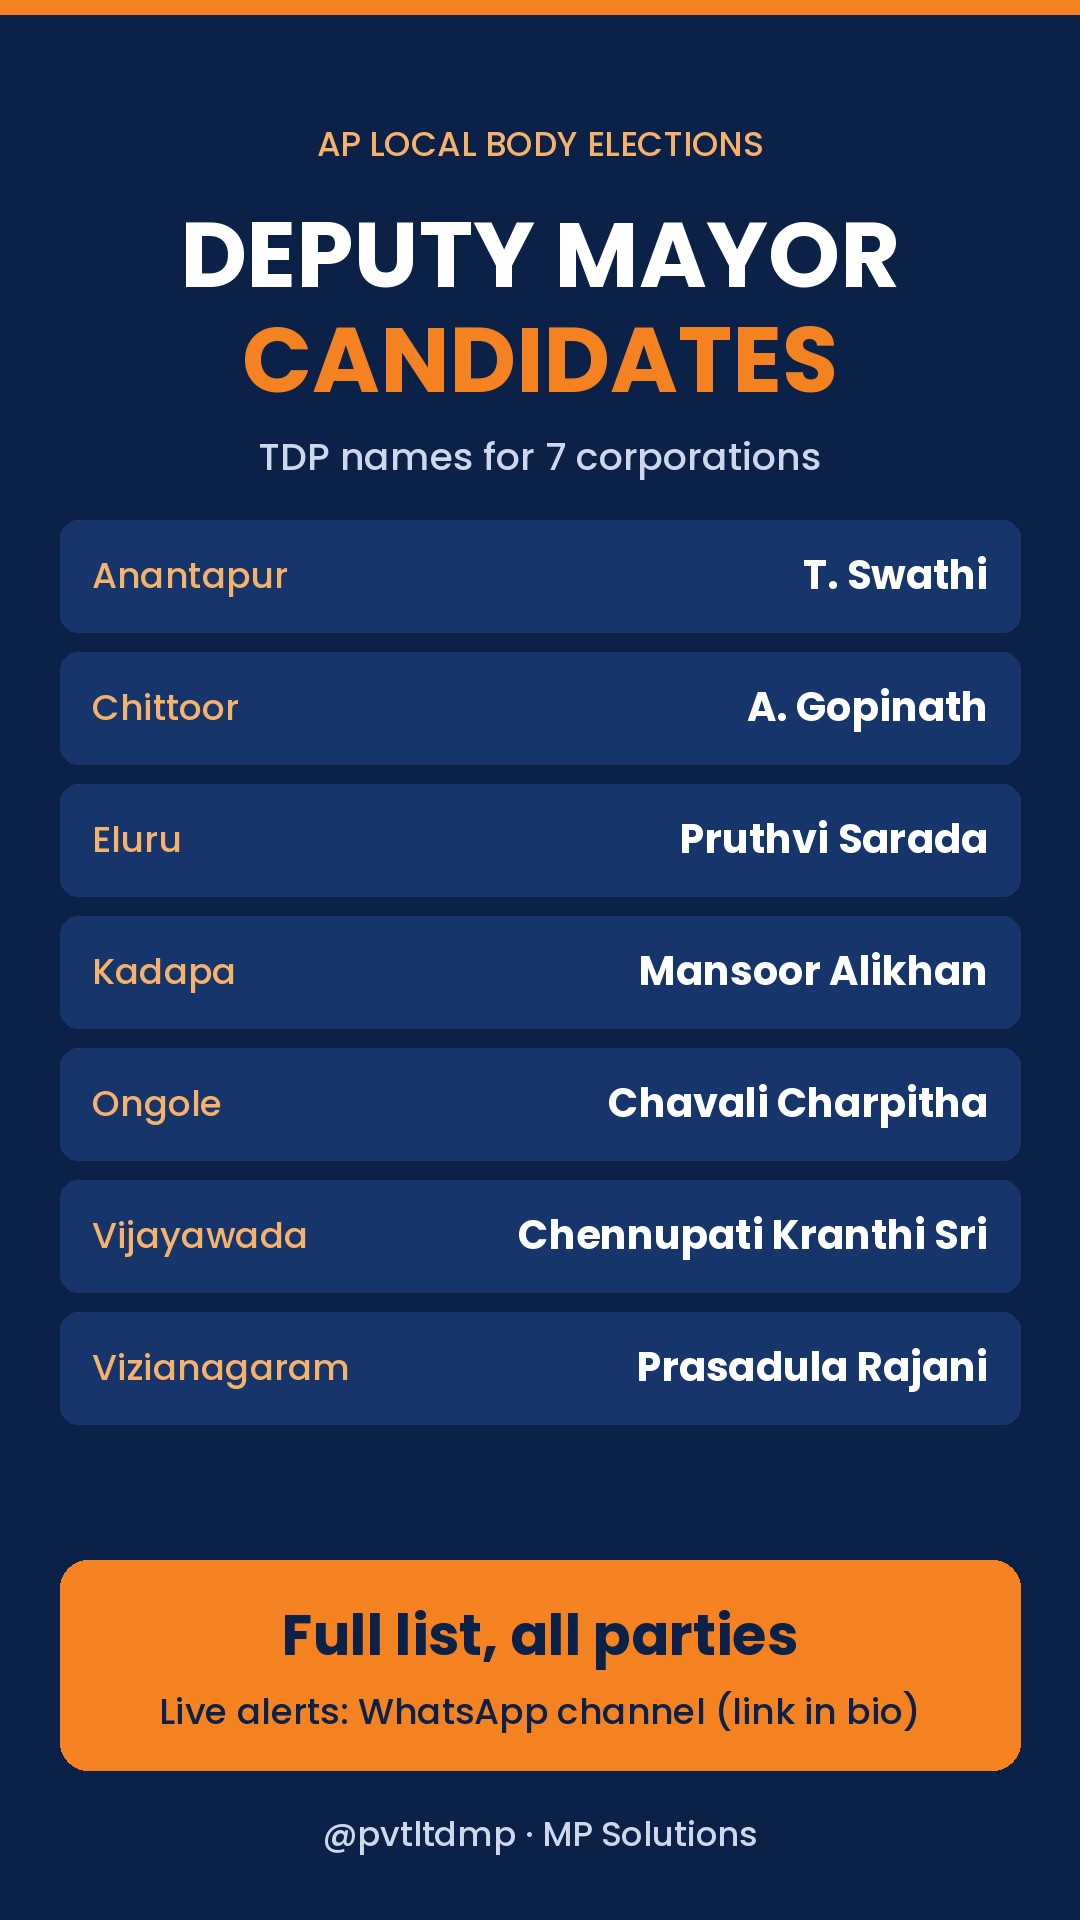 AP LOCAL BODY ELECTIONS
DEPUTY MAYOR
CANDIDATES
TDP names for 7 corporations
Anantapur T. Swathi
Chittoor A. Gopinath
Eluru Pruthvi Sarada
Kadapa Mansoor Alikhan
Ongole Chavali Charpitha
Vijayawada Chennupati Kranthi Sri
Vizianagaram Prasadula Rajani
Full list, all parties
Live alerts: WhatsApp channel (link in bio)
@pvtltdmp · MP Solutions